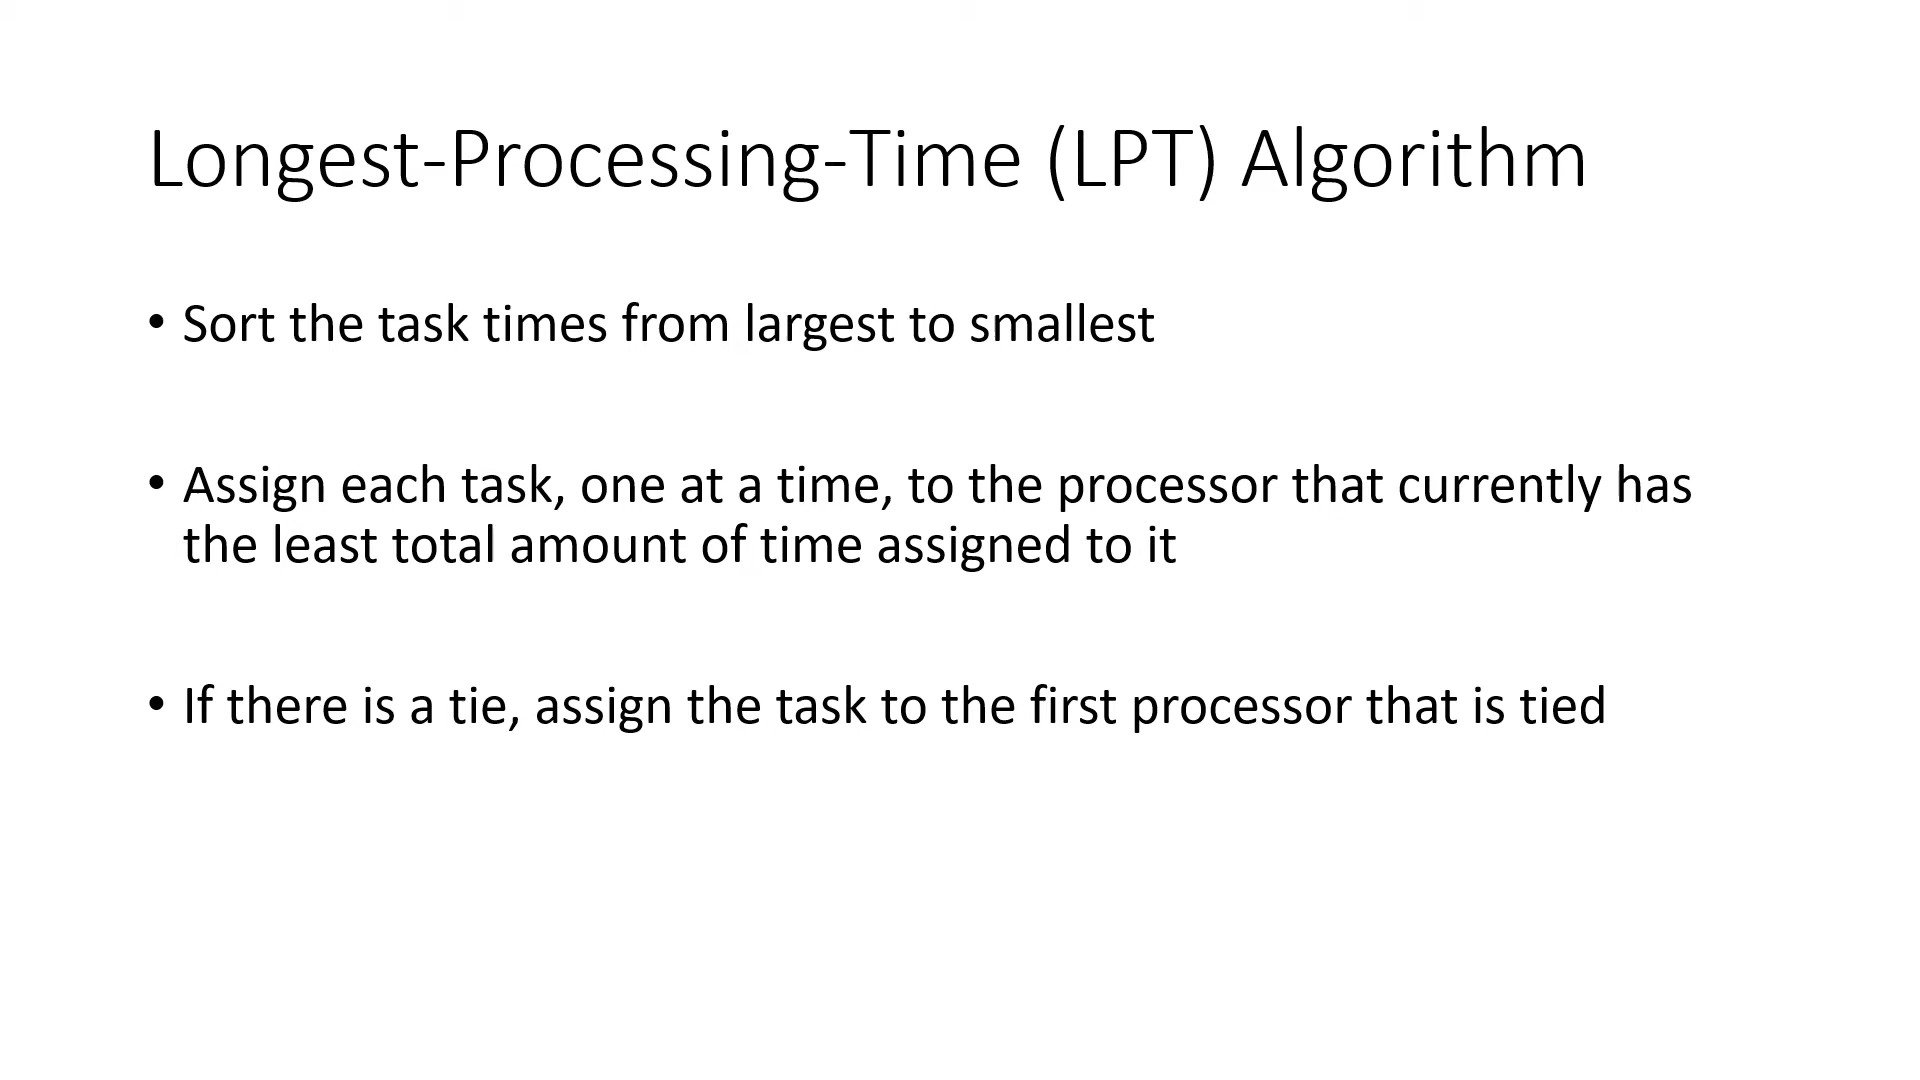 Longest-Processing-Time (LPT) Algorithm
• Sort the task times from largest to smallest
• Assign each task, one at a time, to the processor that currently has
the least total amount of time assigned to it
• If there is a tie, assign the task to the first processor that is tied